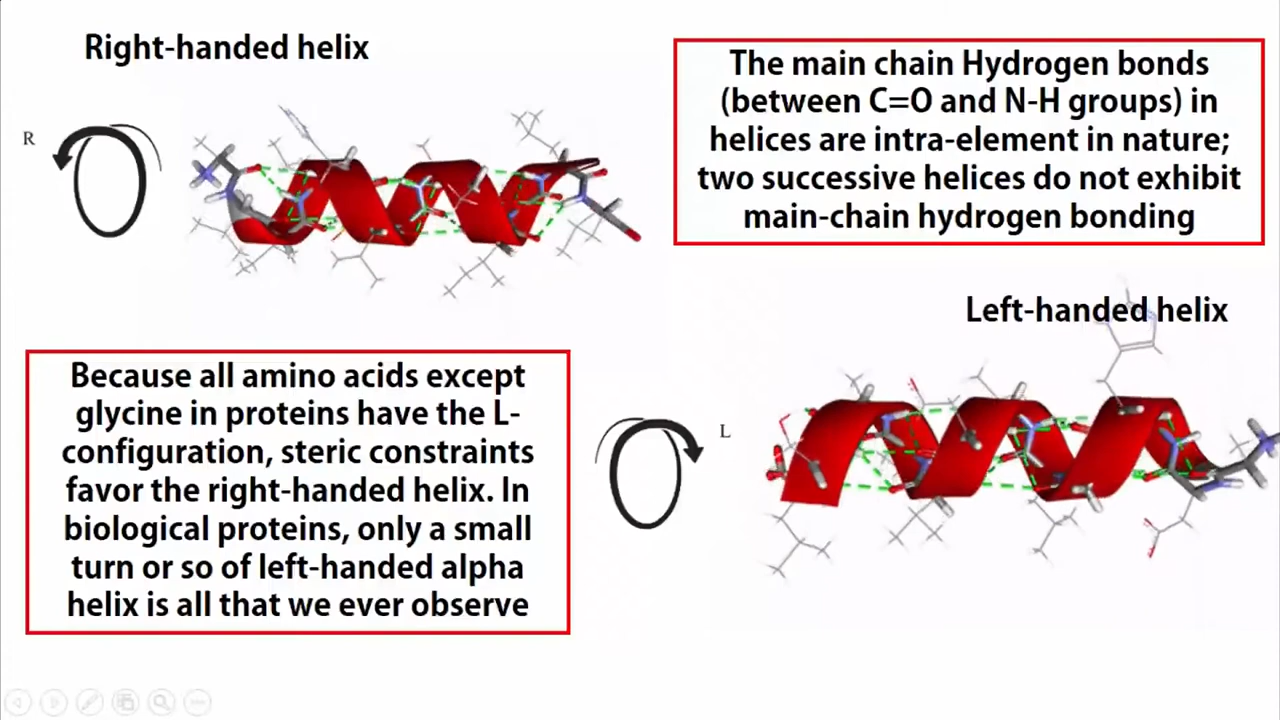 Right-handed helix
R
The main chain Hydrogen bonds
(between C=O and N-H groups) in
helices are intra-element in nature;
two successive helices do not exhibit
main-chain hydrogen bonding
Left-handed helix
L
Because all amino acids except
glycine in proteins have the L-
configuration, steric constraints
favor the right-handed helix. In
biological proteins, only a small
turn or so of left-handed alpha
helix is all that we ever observe